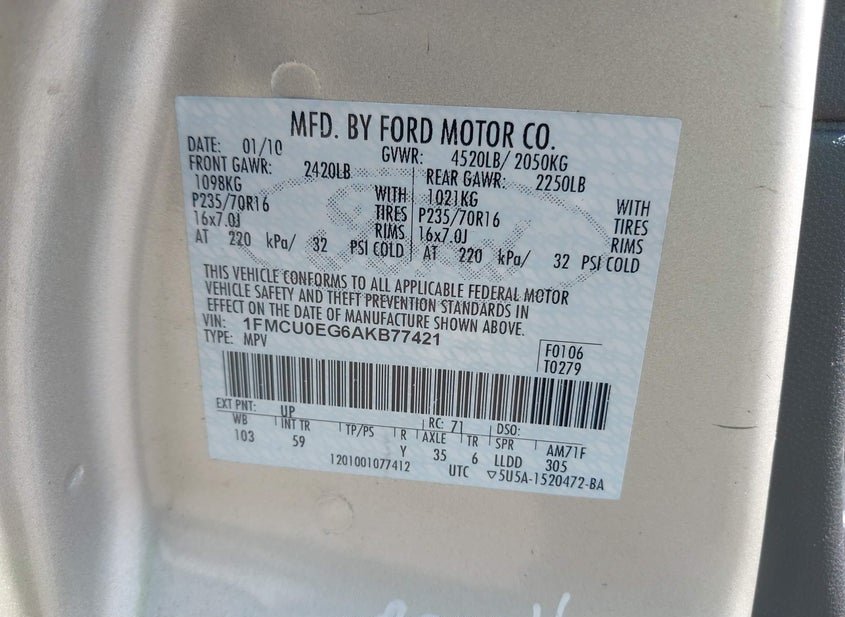 MFD. BY FORD MOTOR CO.
DATE: 01/10 GVWR: 4520LB/ 2050KG
FRONT GAWR: 2420LB REAR GAWR: 2250LB
1098KG WITH 1021KG WITH
P235/70R16 TIRES P235/70R16 TIRES
16x7.0J RIMS 16x7.0J RIMS
AT 220 kPa/ 32 PSI COLD AT 220 kPa/ 32 PSI COLD
THIS VEHICLE CONFORMS TO ALL APPLICABLE FEDERAL MOTOR
VEHICLE SAFETY AND THEFT PREVENTION STANDARDS IN
EFFECT ON THE DATE OF MANUFACTURE SHOWN ABOVE.
VIN: 1FMCU0EG6AKB77421
TYPE: MPV
F0106
T0279
EXT PNT: UP RC: 71 DSO:
WB INT TR TP/PS R AXLE TR SPR AM71F
103 59 Y 35 6 LLDD 305
1201001077412 UTC ▽5U5A-1520472-BA